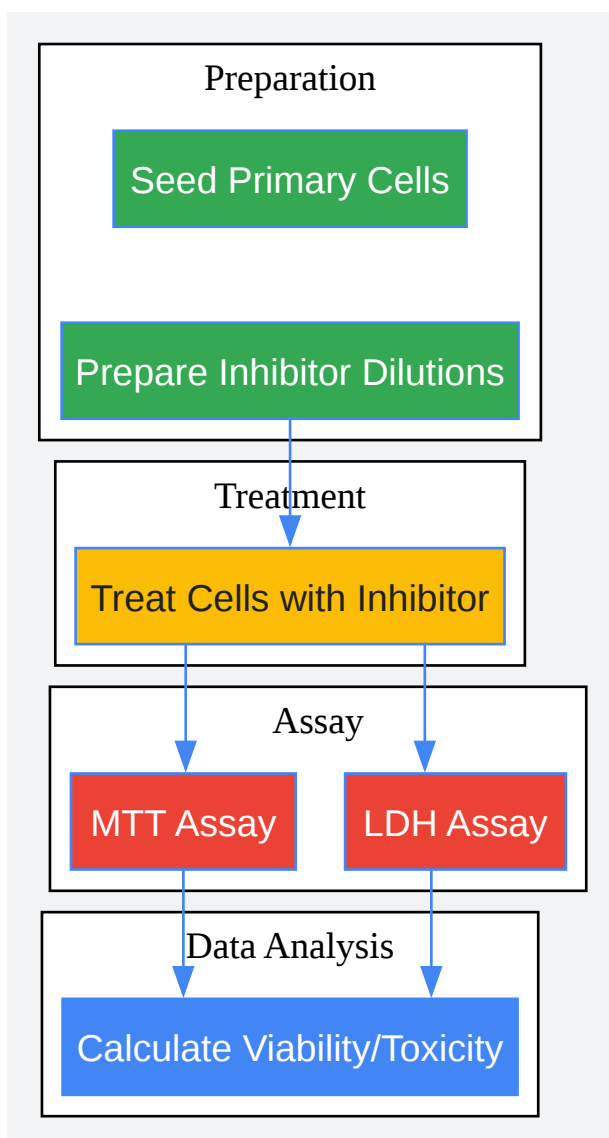 Preparation
Seed Primary Cells
Prepare Inhibitor Dilutions
Treatment
Treat Cells with Inhibitor
Assay
MTT Assay
LDH Assay
Data Analysis
Calculate Viability/Toxicity